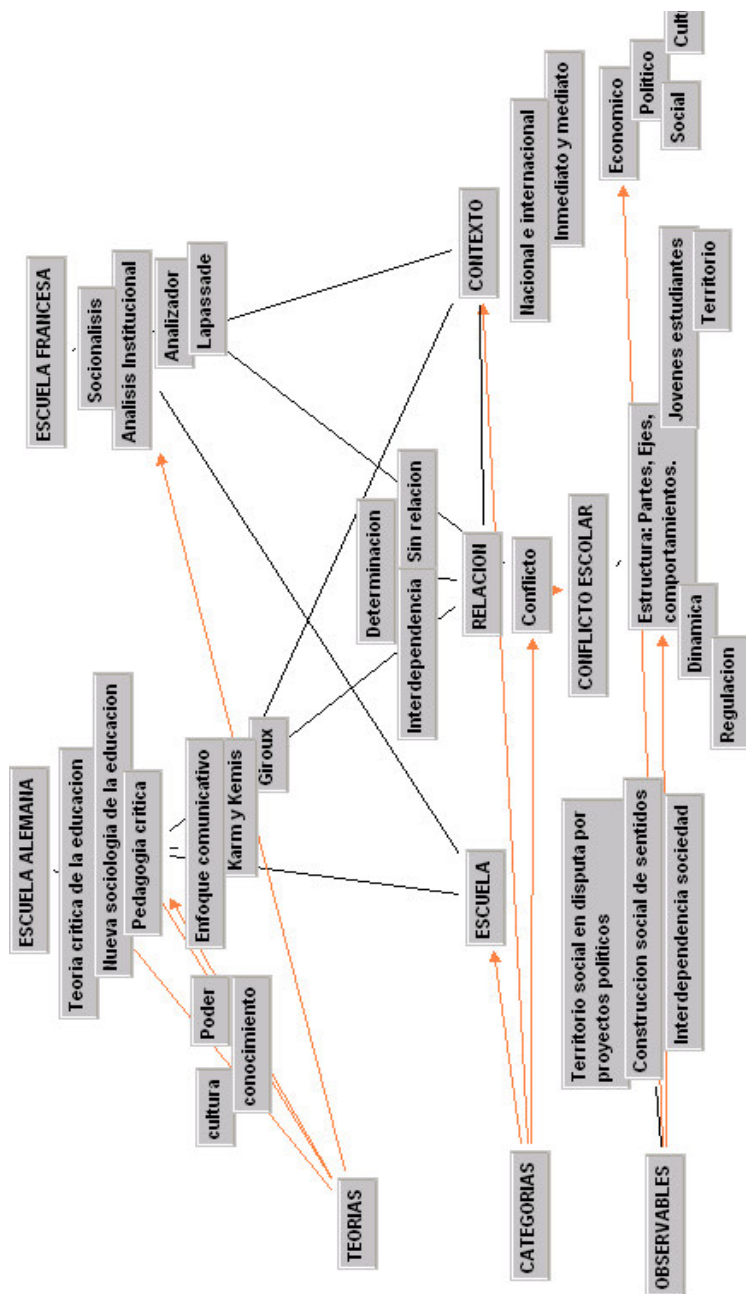 ESCUELA ALEMANA
ESCUELA FRANCESA
Teoria critica de la educacion
Nueva sociologia de la educacion
Pedagogia critica
Socionalisis
Analisis Institucional
Analizador
Lapassade
cultura
Poder
conocimiento
Enfoque comunicativo
Karm y Kemis
Giroux
TEORIAS
Determinacion
Interdependencia
Sin relacion
CATEGORIAS
ESCUELA
RELACION
CONTEXTO
Conflicto
Nacional e internacional
Inmediato y mediato
CONFLICTO ESCOLAR
OBSERVABLES
Territorio social en disputa por
proyectos politicos
Construccion social de sentidos
Interdependencia sociedad
Estructura: Partes, Ejes,
comportamientos.
Dinamica
Regulacion
Jovenes estudiantes
Territorio
Economico
Politico
Social